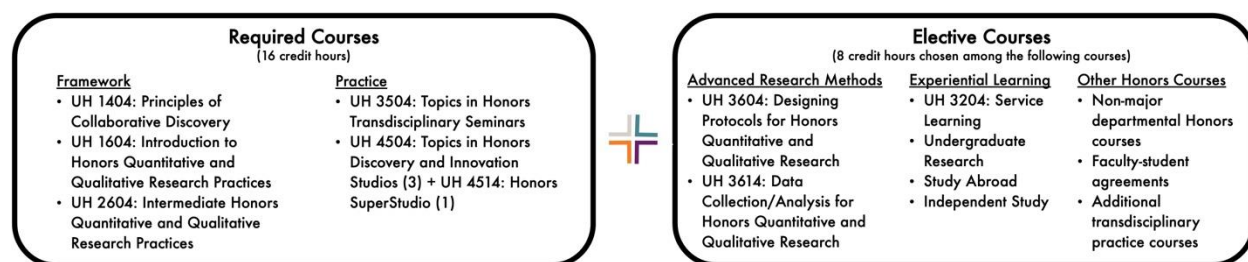 Required Courses
(16 credit hours)
Framework
• UH 1404: Principles of
Collaborative Discovery
• UH 1604: Introduction to
Honors Quantitative and
Qualitative Research Practices
• UH 2604: Intermediate Honors
Quantitative and Qualitative
Research Practices
Practice
• UH 3504: Topics in Honors
Transdisciplinary Seminars
• UH 4504: Topics in Honors
Discovery and Innovation
Studios (3) + UH 4514: Honors
SuperStudio (1)
Elective Courses
(8 credit hours chosen among the following courses)
Advanced Research Methods
• UH 3604: Designing
Protocols for Honors
Quantitative and
Qualitative Research
• UH 3614: Data
Collection/Analysis for
Honors Quantitative and
Qualitative Research
Experiential Learning
• UH 3204: Service
Learning
• Undergraduate
Research
• Study Abroad
• Independent Study
Other Honors Courses
• Non-major
departmental Honors
courses
• Faculty-student
agreements
• Additional
transdisciplinary
practice courses